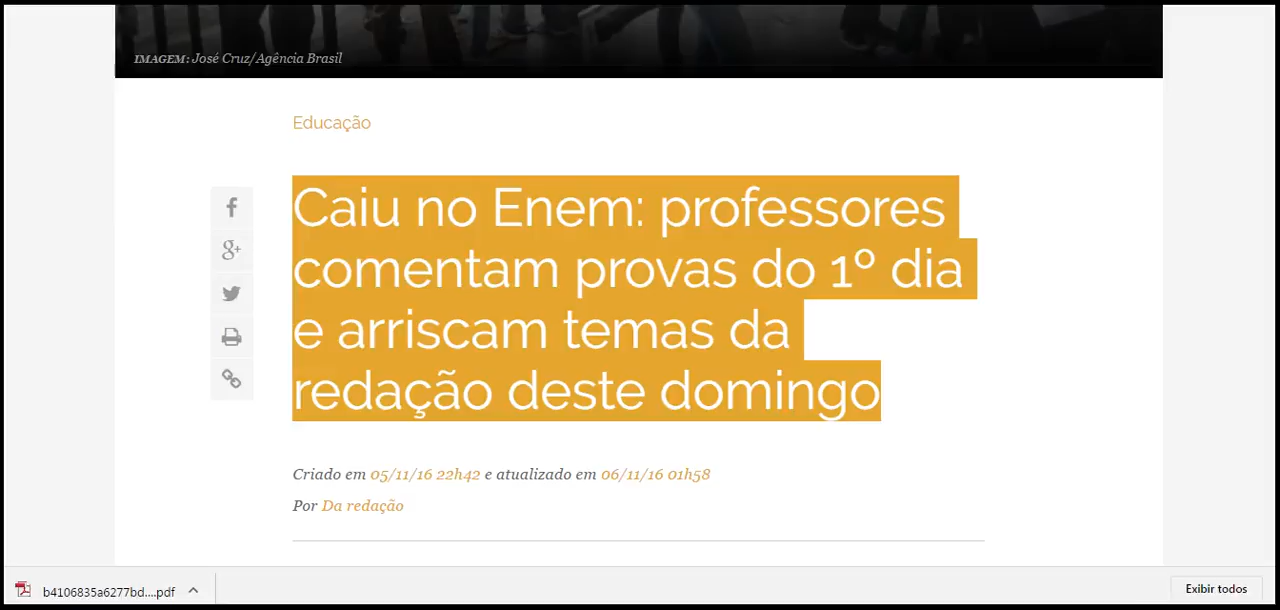 IMAGEM: José Cruz/Agência Brasil
Educação
Caiu no Enem: professores
comentam provas do 1º dia
e arriscam temas da
redação deste domingo
Criado em 05/11/16 22h42 e atualizado em 06/11/16 01h58
Por Da redação
b4106835a6277bd....pdf
Exibir todos